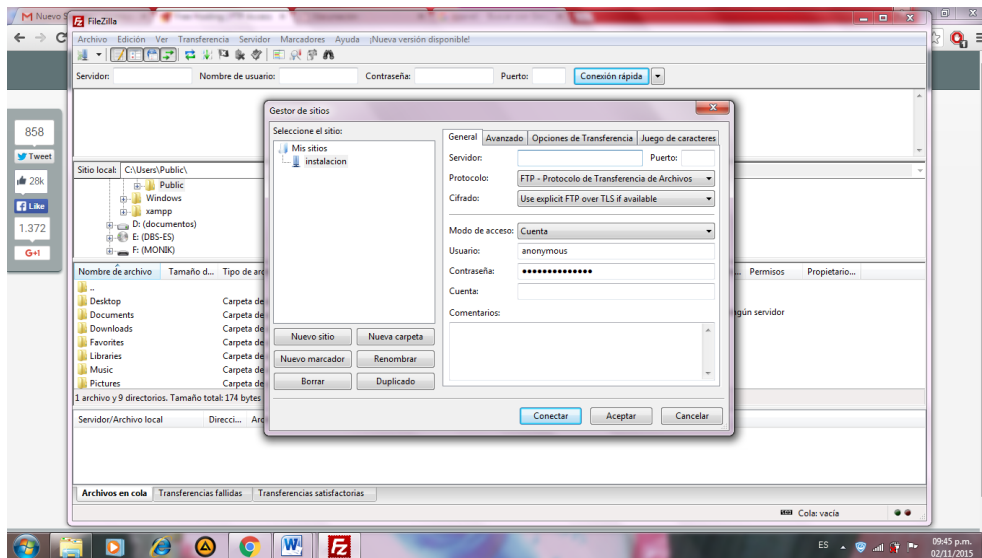 M Nuevo S
FileZilla
Archivo Edición Ver Transferencia Servidor Marcadores Ayuda ¡Nueva versión disponible!
Servidor: Nombre de usuario: Contraseña: Puerto: Conexión rápida
Gestor de sitios
Seleccione el sitio:
Mis sitios
instalacion
Nuevo sitio Nueva carpeta
Nuevo marcador Renombrar
Borrar Duplicado
General Avanzado Opciones de Transferencia Juego de caracteres
Servidor: Puerto:
Protocolo: FTP - Protocolo de Transferencia de Archivos
Cifrado: Use explicit FTP over TLS if available
Modo de acceso: Cuenta
Usuario: anonymous
Contraseña: ••••••••••••••
Cuenta:
Comentarios:
Conectar Aceptar Cancelar
858
Tweet
28k
Like
1.372
G+1
Sitio local: C:\Users\Public\
Public
Windows
xampp
D: (documentos)
E: (DBS-ES)
F: (MONIK)
Nombre de archivo Tamaño d... Tipo de arc
..
Desktop Carpeta de
Documents Carpeta de
Downloads Carpeta de
Favorites Carpeta de
Libraries Carpeta de
Music Carpeta de
Pictures Carpeta de
1 archivo y 9 directorios. Tamaño total: 174 bytes
Permisos Propietario...
ngún servidor
Servidor/Archivo local Direcci... Arc
Archivos en cola Transferencias fallidas Transferencias satisfactorias
Cola: vacía
ES 09:45 p.m.
02/11/2015